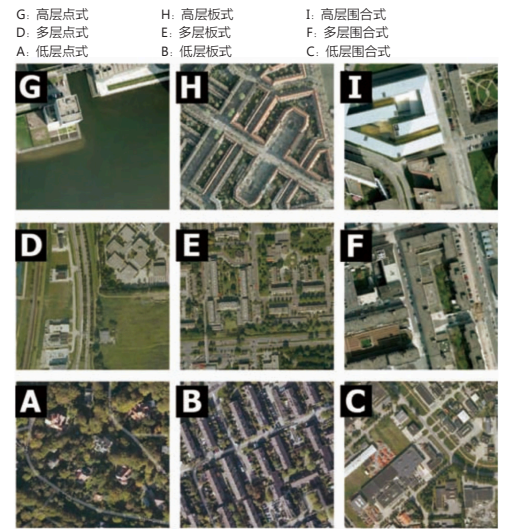 G：高层点式 H：高层板式 I：高层围合式
D：多层点式 E：多层板式 F：多层围合式
A：低层点式 B：低层板式 C：低层围合式
G H I
D E F
A B C